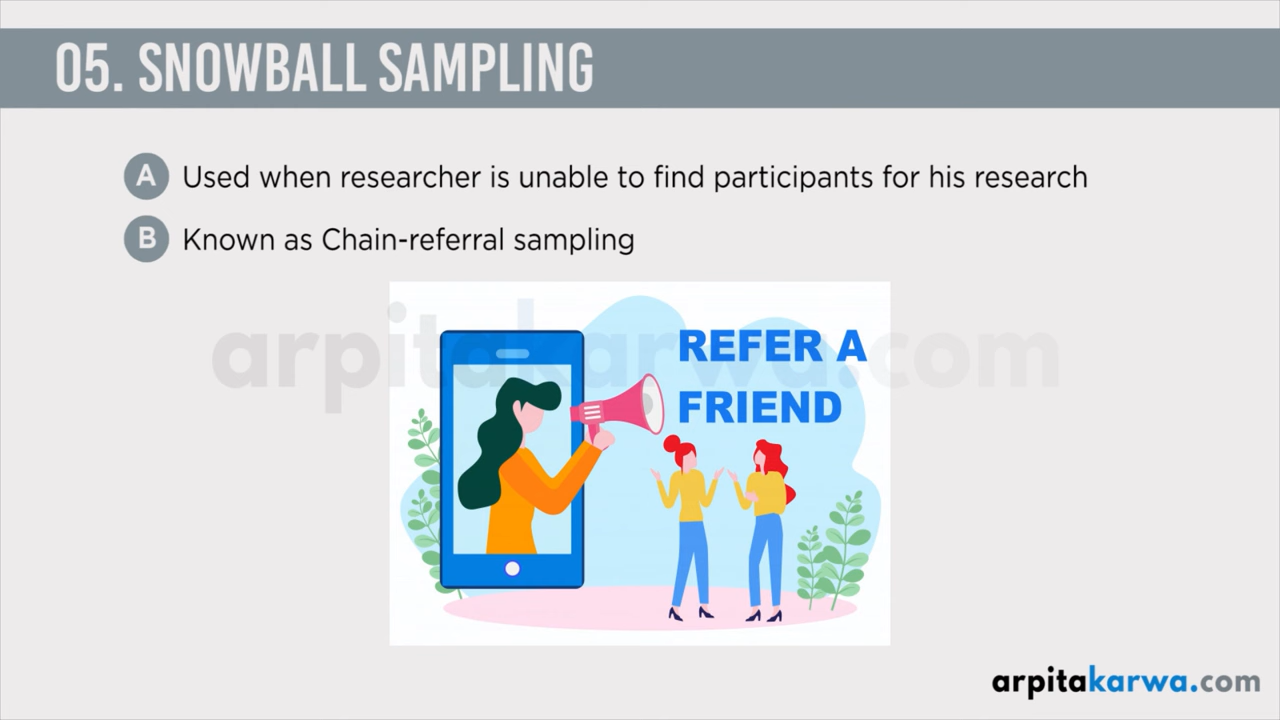 05. SNOWBALL SAMPLING
A Used when researcher is unable to find participants for his research
B Known as Chain-referral sampling
arpitakarwa.com
REFER A
FRIEND
arpitakarwa.com